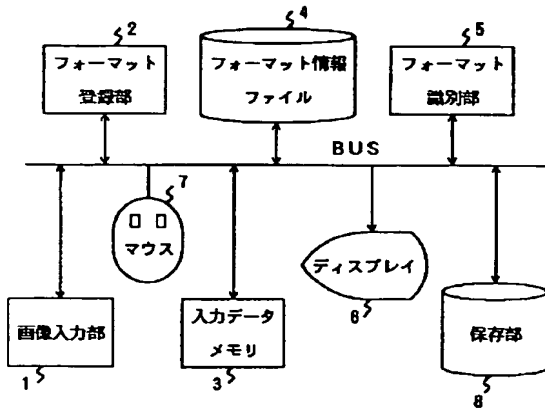 2
フォーマット
登録部
4
フォーマット情報
ファイル
5
フォーマット
識別部
BUS
7
マウス
ディスプレイ
6
画像入力部
1
入力データ
メモリ
3
保存部
8